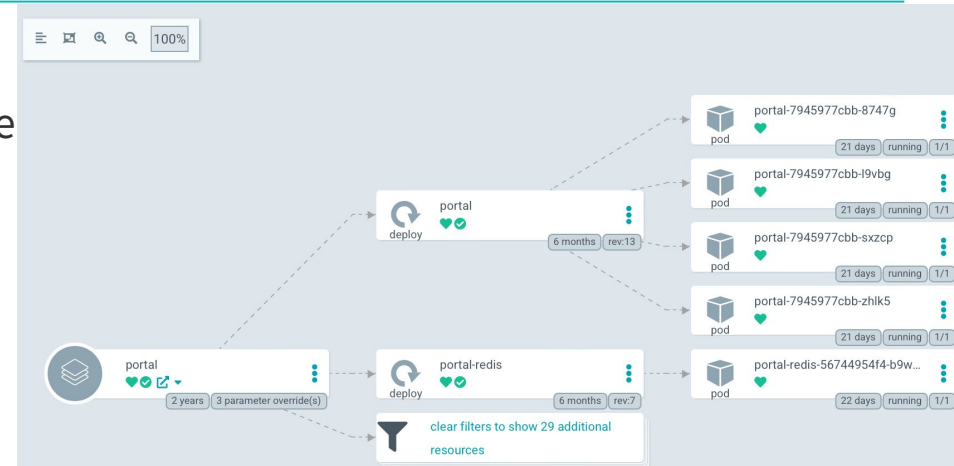 100%
e
portal-7945977cbb-8747g
pod
21 days running 1/1
portal-7945977cbb-l9vbg
pod
21 days running 1/1
portal
deploy
6 months rev:13
portal-7945977cbb-sxzcp
pod
21 days running 1/1
portal-7945977cbb-zhlk5
pod
21 days running 1/1
portal
2 years 3 parameter override(s)
portal-redis
deploy
6 months rev:7
portal-redis-56744954f4-b9w...
pod
22 days running 1/1
clear filters to show 29 additional
resources